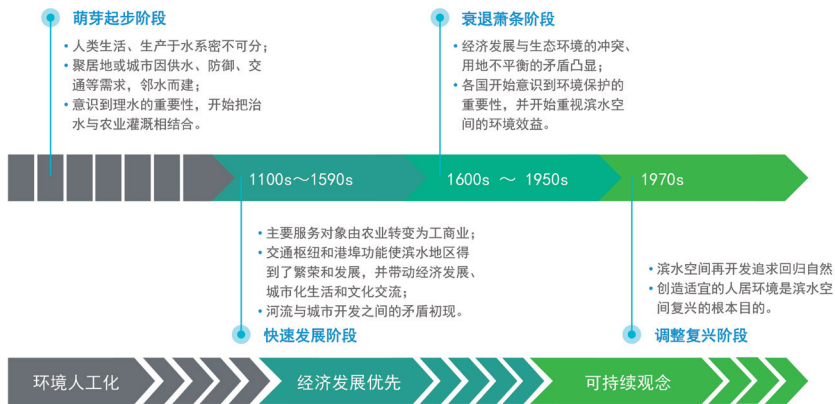 萌芽起步阶段
• 人类生活、生产于水系密不可分；
• 聚居地或城市因供水、防御、交
通等需求，邻水而建；
• 意识到理水的重要性，开始把治
水与农业灌溉相结合。
衰退萧条阶段
• 经济发展与生态环境的冲突、
用地不平衡的矛盾凸显；
• 各国开始意识到环境保护的
重要性，并开始重视滨水空
间的环境效益。
1100s～1590s
1600s ～ 1950s
1970s
• 主要服务对象由农业转变为工商业；
• 交通枢纽和港埠功能使滨水地区得
到了繁荣和发展，并带动经济发展、
城市化生活和文化交流；
• 河流与城市开发之间的矛盾初现。
快速发展阶段
• 滨水空间再开发追求回归自然
• 创造适宜的人居环境是滨水空
间复兴的根本目的。
调整复兴阶段
环境人工化
经济发展优先
可持续观念